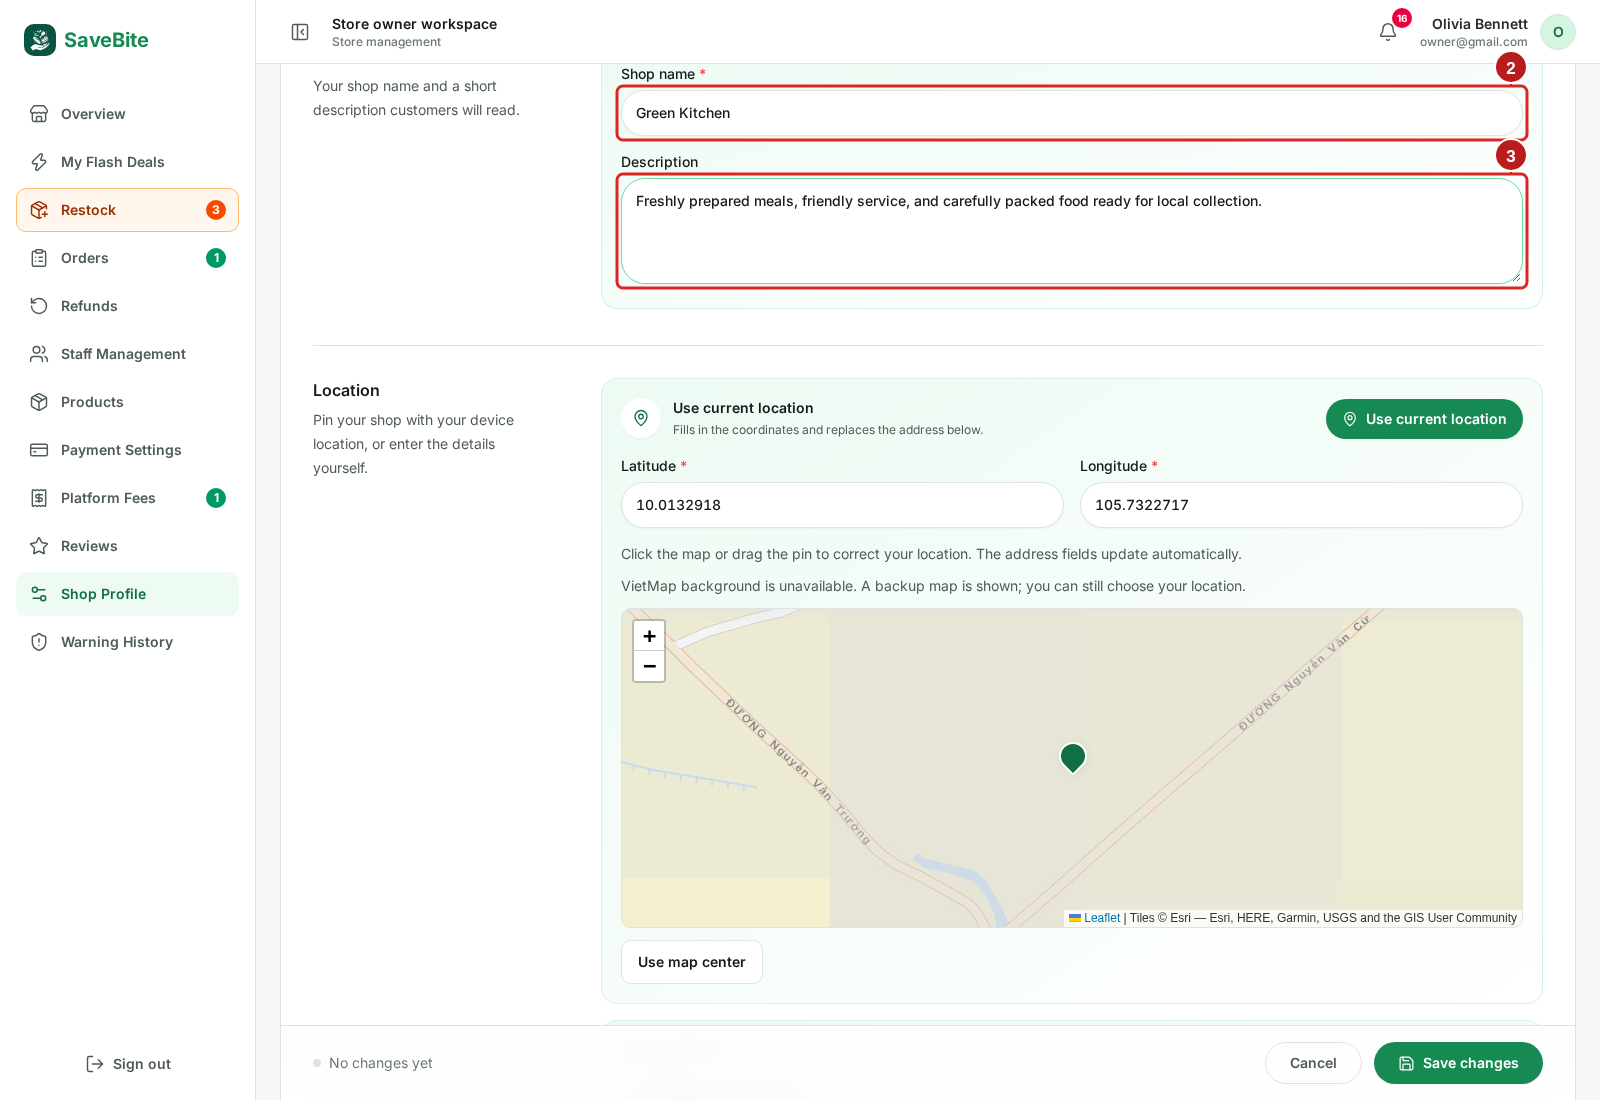 SaveBite
Store owner workspace
Store management
16
Olivia Bennett
owner@gmail.com
O
Overview
My Flash Deals
Restock 3
Orders 1
Refunds
Staff Management
Products
Payment Settings
Platform Fees 1
Reviews
Shop Profile
Warning History
Sign out
Your shop name and a short
description customers will read.
Shop name *
2
Green Kitchen
Description
3
Freshly prepared meals, friendly service, and carefully packed food ready for local collection.
Location
Pin your shop with your device
location, or enter the details
yourself.
Use current location
Fills in the coordinates and replaces the address below.
Use current location
Latitude *
Longitude *
10.0132918
105.7322717
Click the map or drag the pin to correct your location. The address fields update automatically.
VietMap background is unavailable. A backup map is shown; you can still choose your location.
+
−
ĐƯỜNG Nguyễn Văn Trường
ĐƯỜNG Nguyễn Văn Cừ
Leaflet | Tiles © Esri — Esri, HERE, Garmin, USGS and the GIS User Community
Use map center
No changes yet
Cancel
Save changes